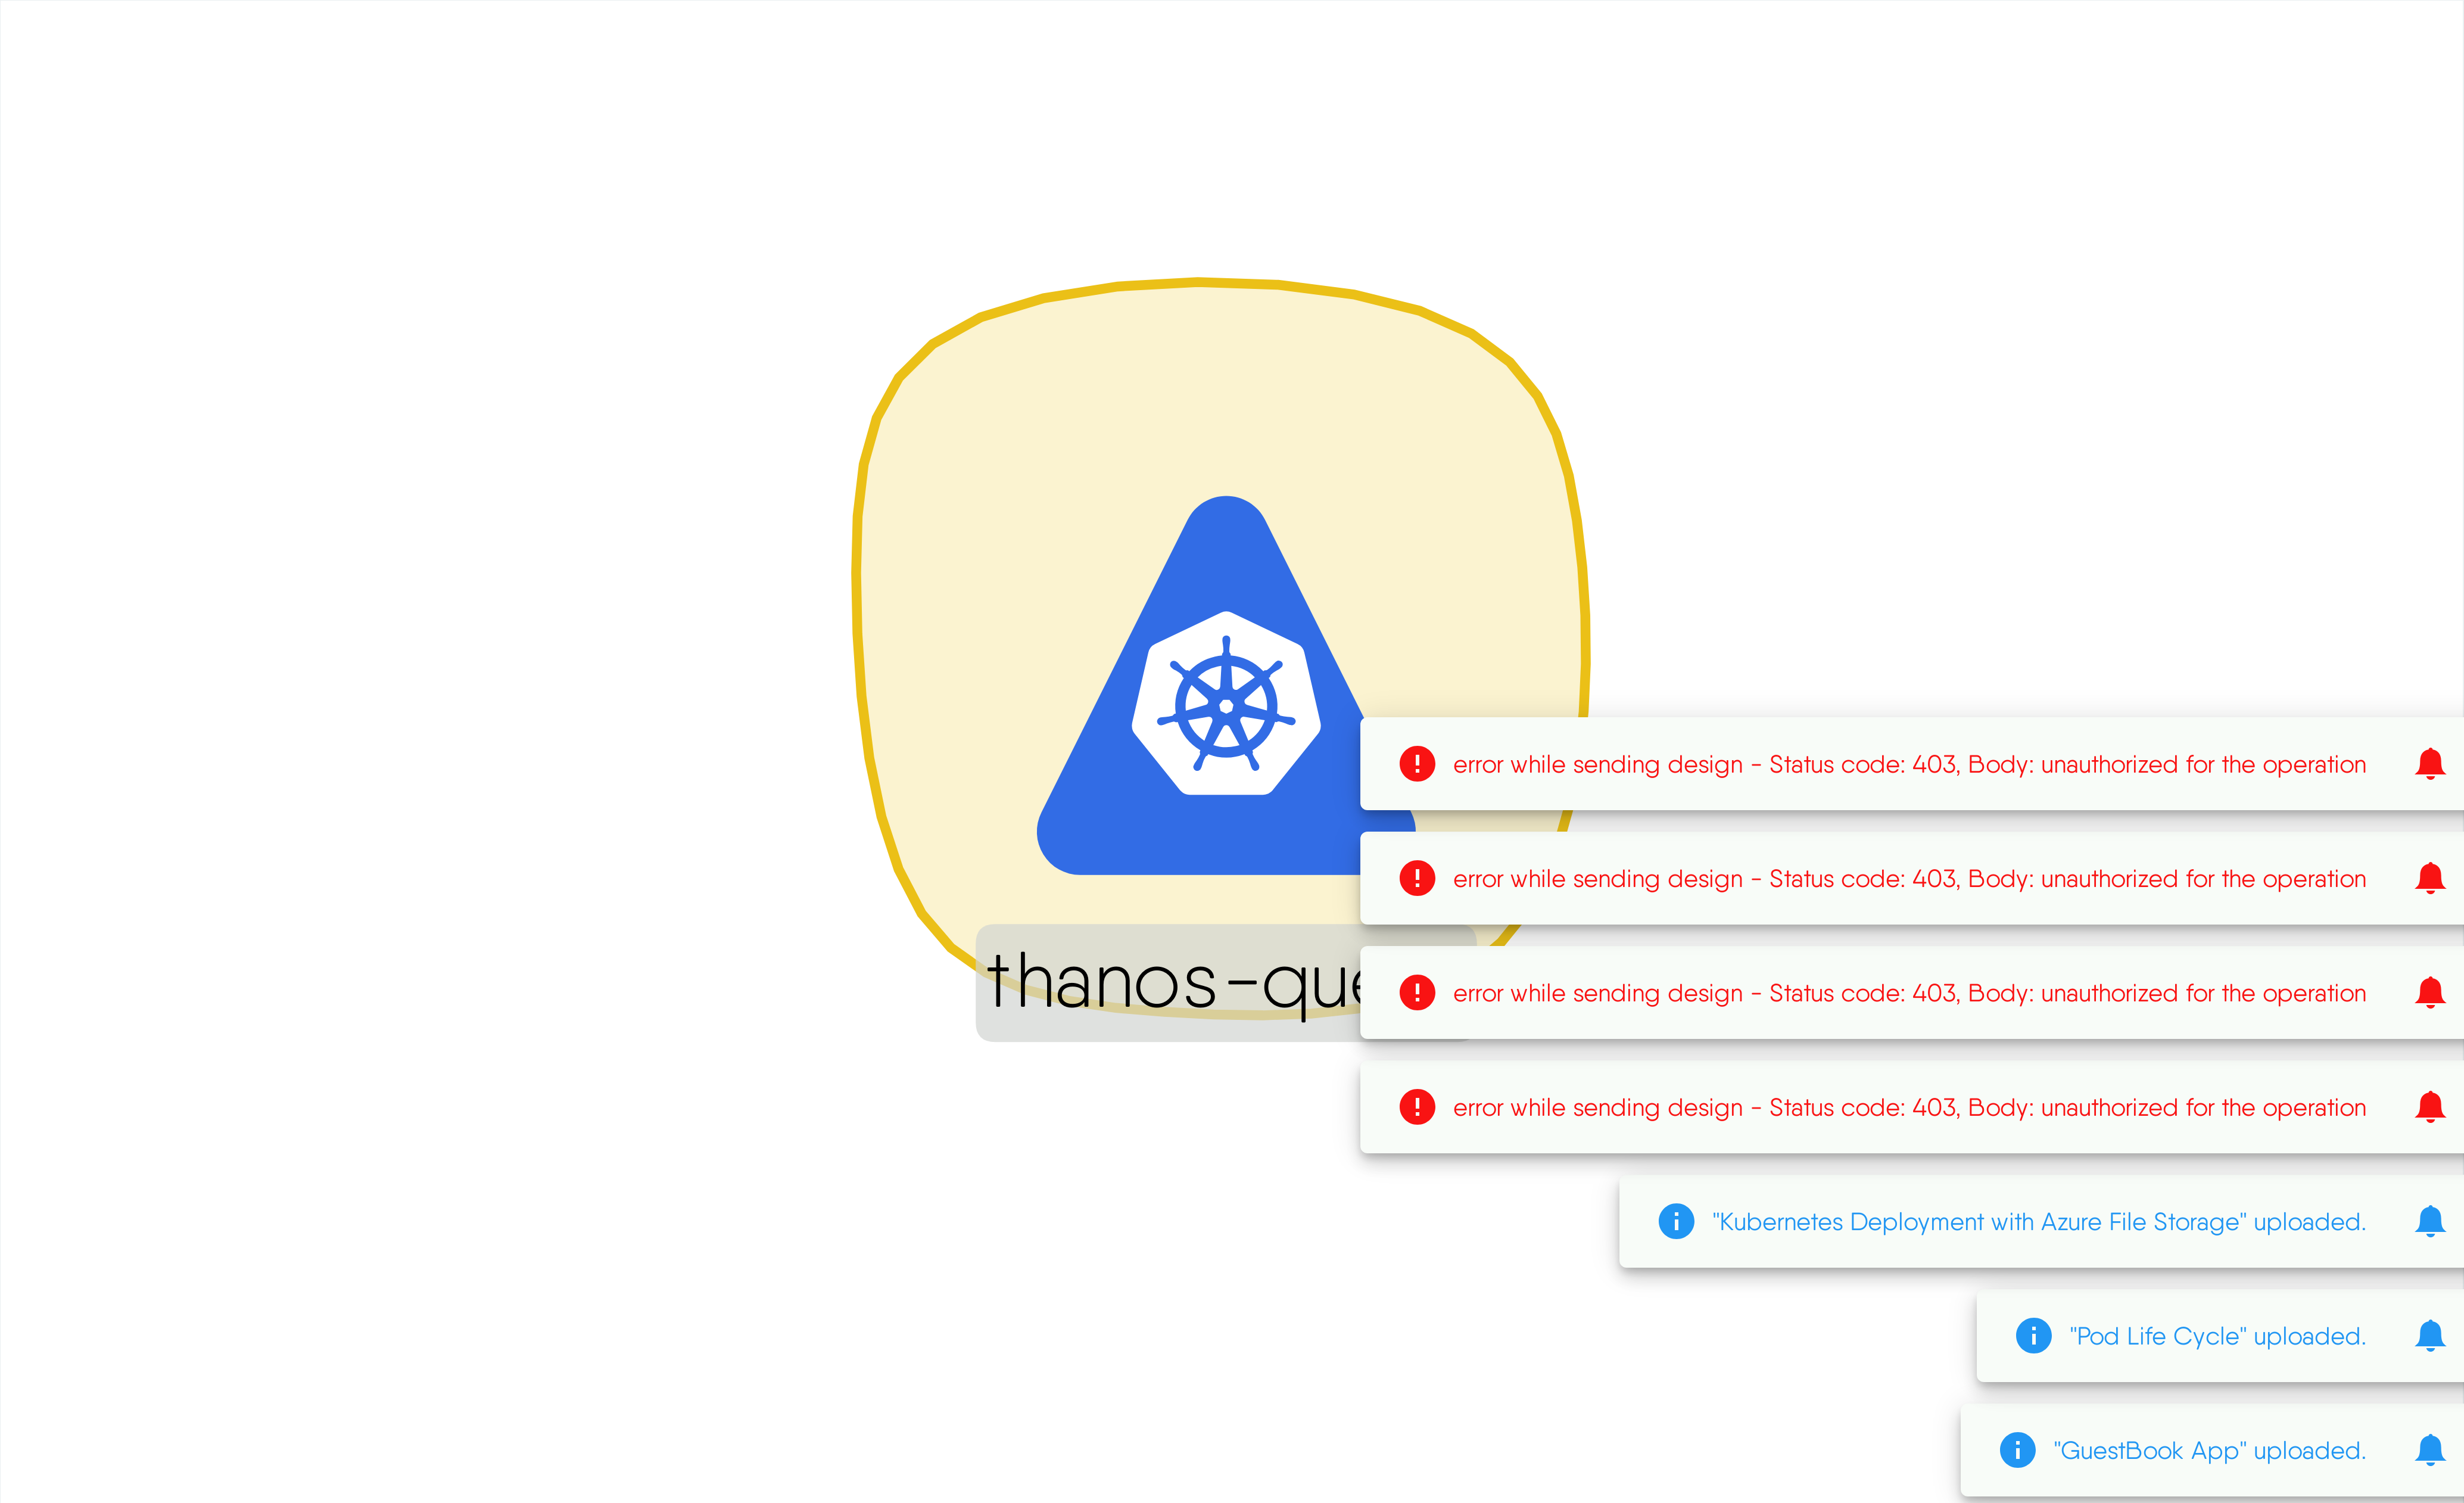 error while sending design - Status code: 403, Body: unauthorized for the operation
error while sending design - Status code: 403, Body: unauthorized for the operation
thanos-que
error while sending design - Status code: 403, Body: unauthorized for the operation
error while sending design - Status code: 403, Body: unauthorized for the operation
"Kubernetes Deployment with Azure File Storage" uploaded.
"Pod Life Cycle" uploaded.
"GuestBook App" uploaded.